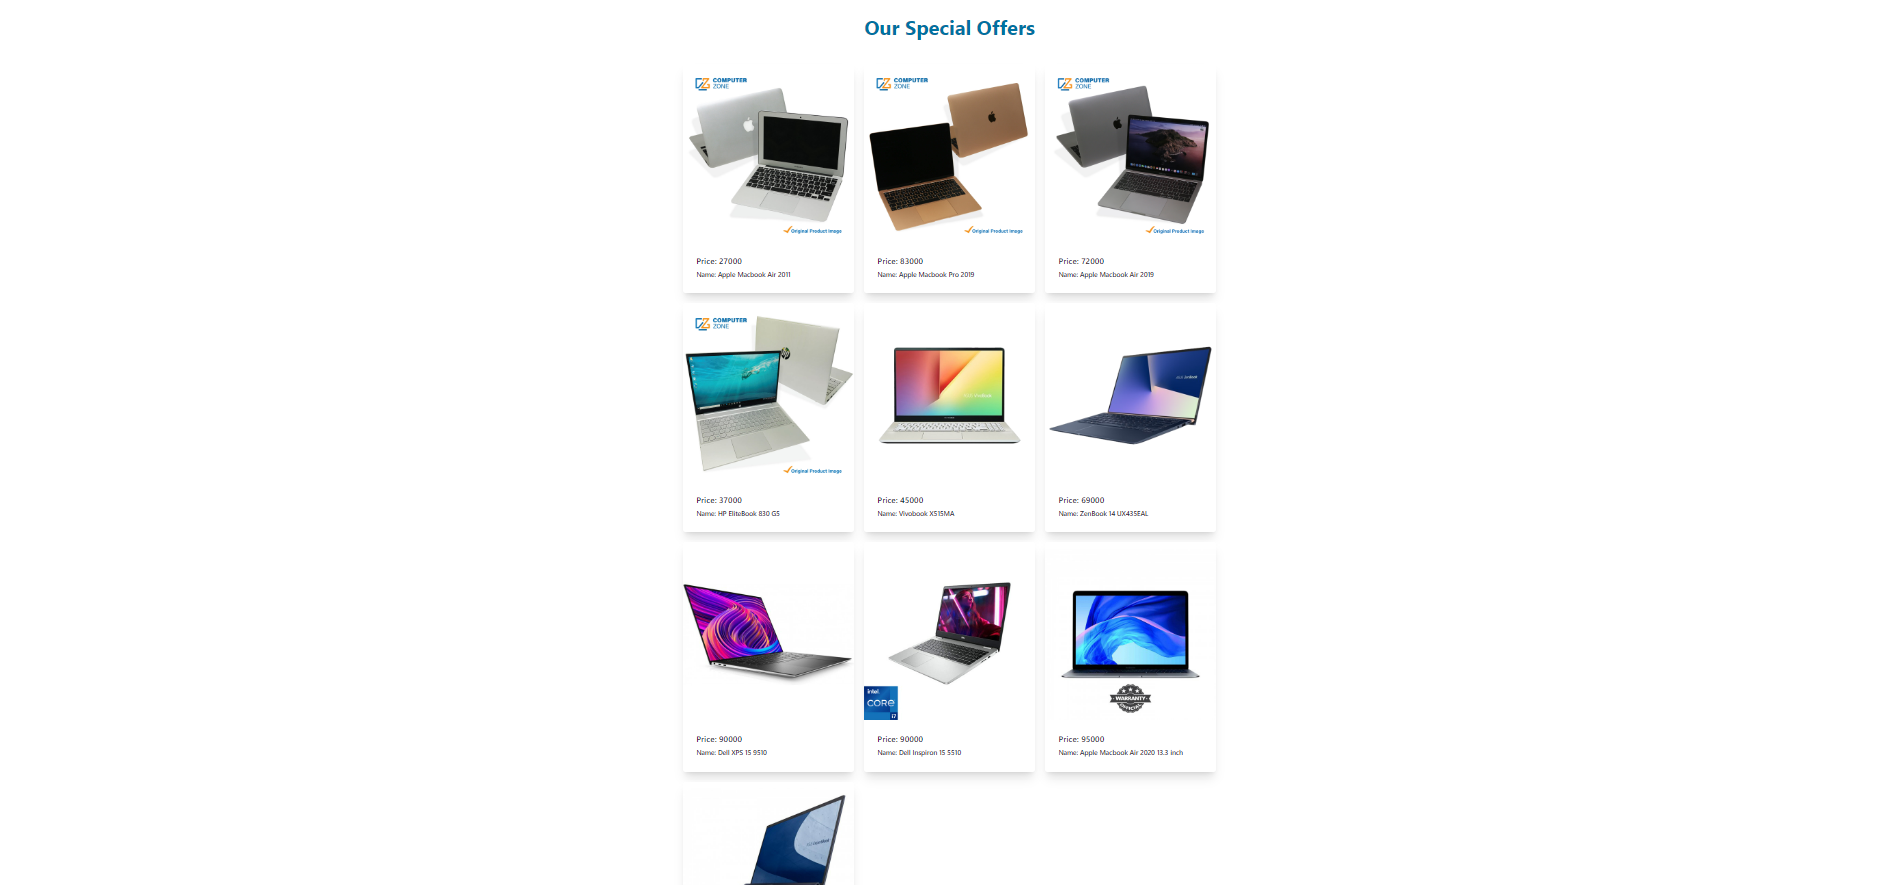 Our Special Offers
COMPUTER
ZONE
Original Product Image
Price: 27000
Name: Apple Macbook Air 2011
COMPUTER
ZONE
Original Product Image
Price: 83000
Name: Apple Macbook Pro 2019
COMPUTER
ZONE
Original Product Image
Price: 72000
Name: Apple Macbook Air 2019
COMPUTER
ZONE
hp
Original Product Image
Price: 37000
Name: HP EliteBook 830 G5
Price: 45000
Name: Vivobook X515MA
Price: 69000
Name: ZenBook 14 UX435EAL
Price: 90000
Name: Dell XPS 15 9510
intel
CORE
i7
Price: 90000
Name: Dell Inspiron 15 5510
WARRANTY
OFFICIAL
Price: 95000
Name: Apple Macbook Air 2020 13.3 inch